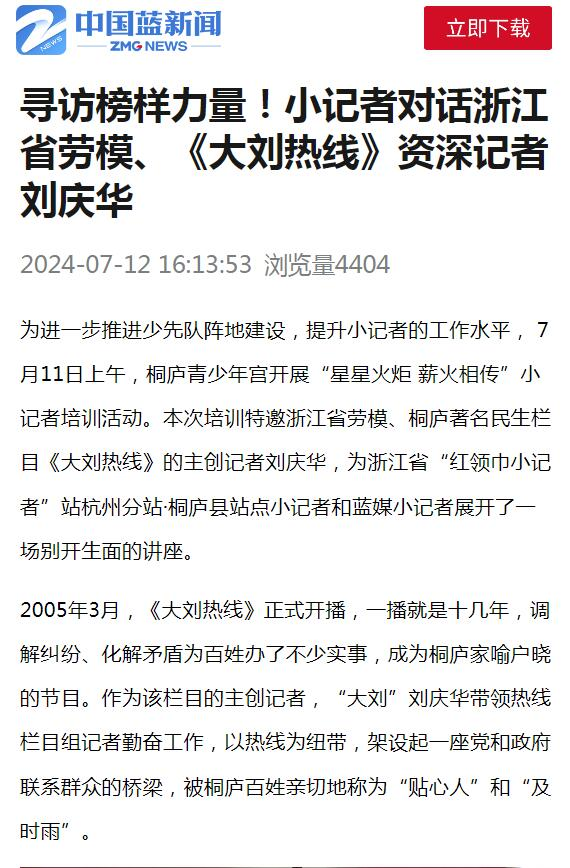 中国蓝新闻
NEWS
ZMG NEWS
立即下载
寻访榜样力量！小记者对话浙江
省劳模、《大刘热线》资深记者
刘庆华
2024-07-12 16:13:53 浏览量4404
为进一步推进少先队阵地建设，提升小记者的工作水平， 7
月11日上午，桐庐青少年宫开展“星星火炬 薪火相传”小
记者培训活动。本次培训特邀浙江省劳模、桐庐著名民生栏
目《大刘热线》的主创记者刘庆华，为浙江省“红领巾小记
者”站杭州分站·桐庐县站点小记者和蓝媒小记者展开了一
场别开生面的讲座。
2005年3月，《大刘热线》正式开播，一播就是十几年，调
解纠纷、化解矛盾为百姓办了不少实事，成为桐庐家喻户晓
的节目。作为该栏目的主创记者，“大刘”刘庆华带领热线
栏目组记者勤奋工作，以热线为纽带，架设起一座党和政府
联系群众的桥梁，被桐庐百姓亲切地称为“贴心人”和“及
时雨”。